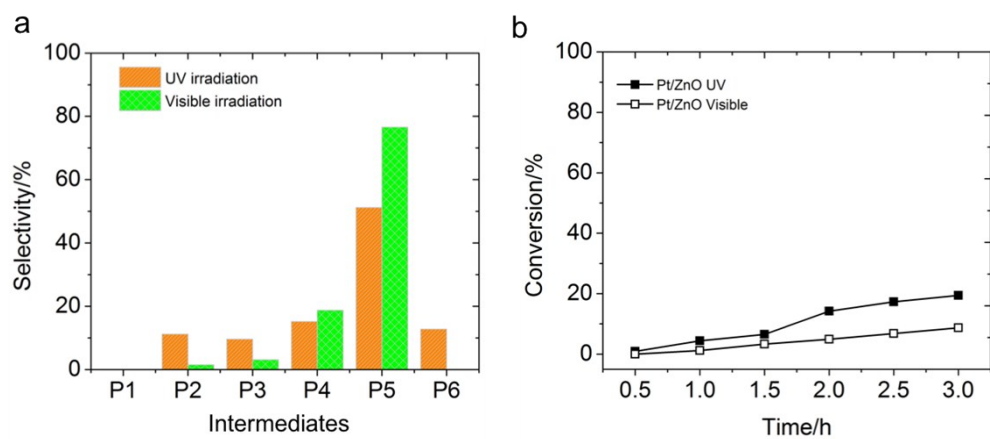 a
100
80
60
40
20
0
Selectivity/%
UV irradiation
Visible irradiation
P1 P2 P3 P4 P5 P6
Intermediates
b
100
80
60
40
20
0
Conversion/%
Pt/ZnO UV
Pt/ZnO Visible
0.5 1.0 1.5 2.0 2.5 3.0
Time/h